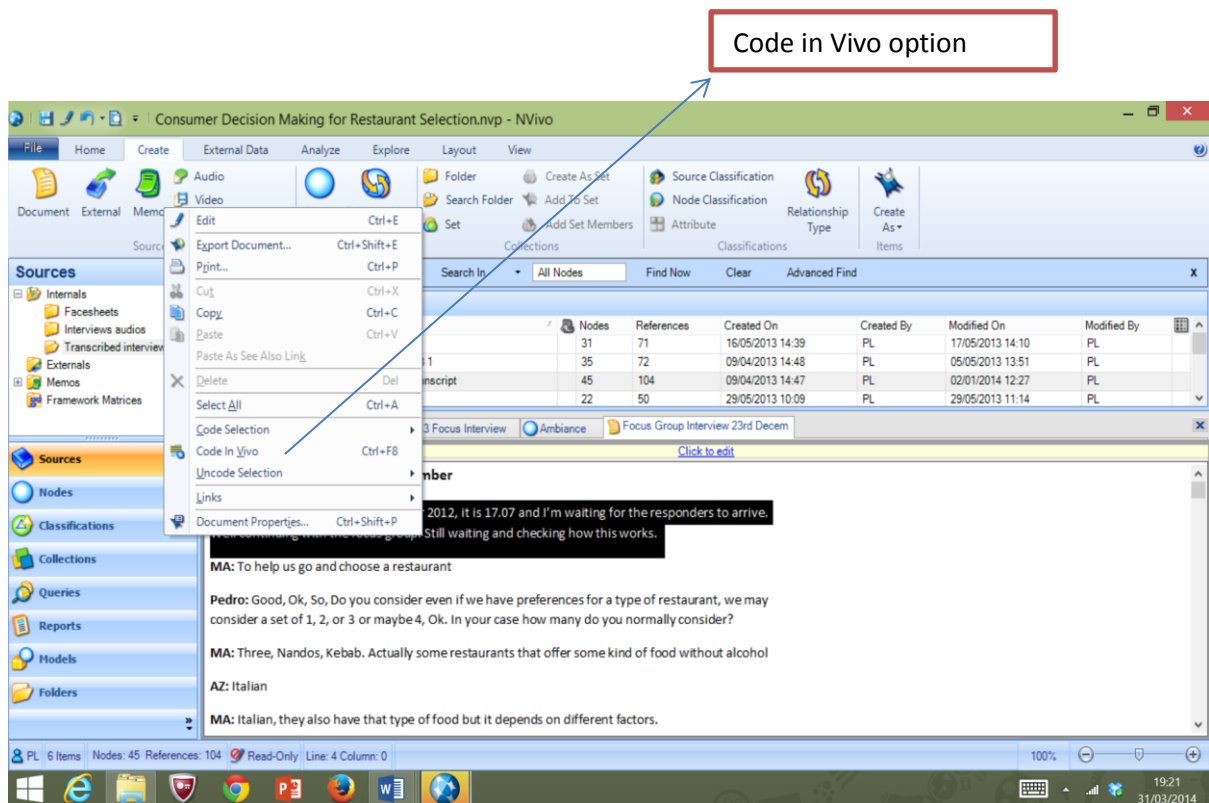 Code in Vivo option
Consumer Decision Making for Restaurant Selection.nvp - NVivo
File Home Create External Data Analyze Explore Layout View
Audio Folder Create As Set Source Classification
Video Search Folder Add To Set Node Classification
Document External Memo Set Add Set Members Attribute Relationship Type Create As
Source Collections Classifications Items
Edit Ctrl+E
Export Document... Ctrl+Shift+E
Print... Ctrl+P
Cut Ctrl+X
Copy Ctrl+C
Paste Ctrl+V
Paste As See Also Link
Delete Del
Select All Ctrl+A
Code Selection
Code In Vivo Ctrl+F8
Uncode Selection
Links
Document Properties... Ctrl+Shift+P
Sources
Internals
Facesheets
Interviews audios
Transcribed interview
Externals
Memos
Framework Matrices
Sources
Nodes
Classifications
Collections
Queries
Reports
Models
Folders
Search In All Nodes Find Now Clear Advanced Find X
Nodes References Created On Created By Modified On Modified By
31 71 16/05/2013 14:39 PL 17/05/2013 14:10 PL
1 35 72 09/04/2013 14:48 PL 05/05/2013 13:51 PL
anscript 45 104 09/04/2013 14:47 PL 02/01/2014 12:27 PL
22 50 29/05/2013 10:09 PL 29/05/2013 11:14 PL
3 Focus Interview Ambiance Focus Group Interview 23rd Decem
Click to edit
mber
2012, it is 17.07 and I'm waiting for the responders to arrive.
Well continuing with the focus group. Still waiting and checking how this works.
MA: To help us go and choose a restaurant
Pedro: Good, Ok, So, Do you consider even if we have preferences for a type of restaurant, we may
consider a set of 1, 2, or 3 or maybe 4, Ok. In your case how many do you normally consider?
MA: Three, Nandos, Kebab. Actually some restaurants that offer some kind of food without alcohol
AZ: Italian
MA: Italian, they also have that type of food but it depends on different factors.
PL 6 Items Nodes: 45 References: 104 Read-Only Line: 4 Column: 0 100%
19:21
31/03/2014